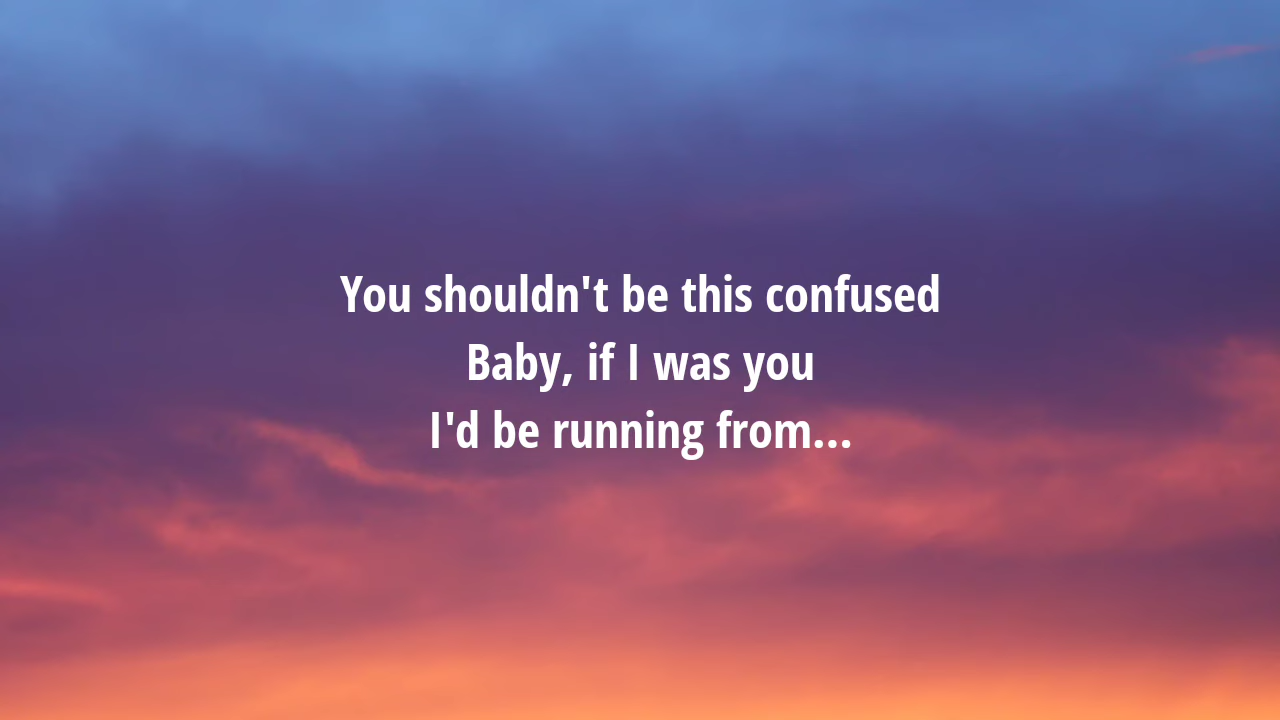 You shouldn't be this confused
Baby, if I was you
I'd be running from...